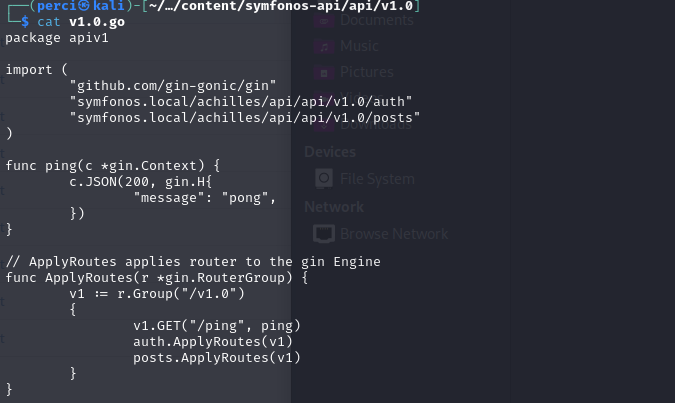 ┌──(perci㉿kali)-[~/…/content/symfonos-api/api/v1.0]
└─$ cat v1.0.go
package apiv1

import (
        "github.com/gin-gonic/gin"
        "symfonos.local/achilles/api/api/v1.0/auth"
        "symfonos.local/achilles/api/api/v1.0/posts"
)

func ping(c *gin.Context) {
        c.JSON(200, gin.H{
                "message": "pong",
        })
}

// ApplyRoutes applies router to the gin Engine
func ApplyRoutes(r *gin.RouterGroup) {
        v1 := r.Group("/v1.0")
        {
                v1.GET("/ping", ping)
                auth.ApplyRoutes(v1)
                posts.ApplyRoutes(v1)
        }
}
Documents
Music
Pictures
Downloads
Devices
File System
Network
Browse Network